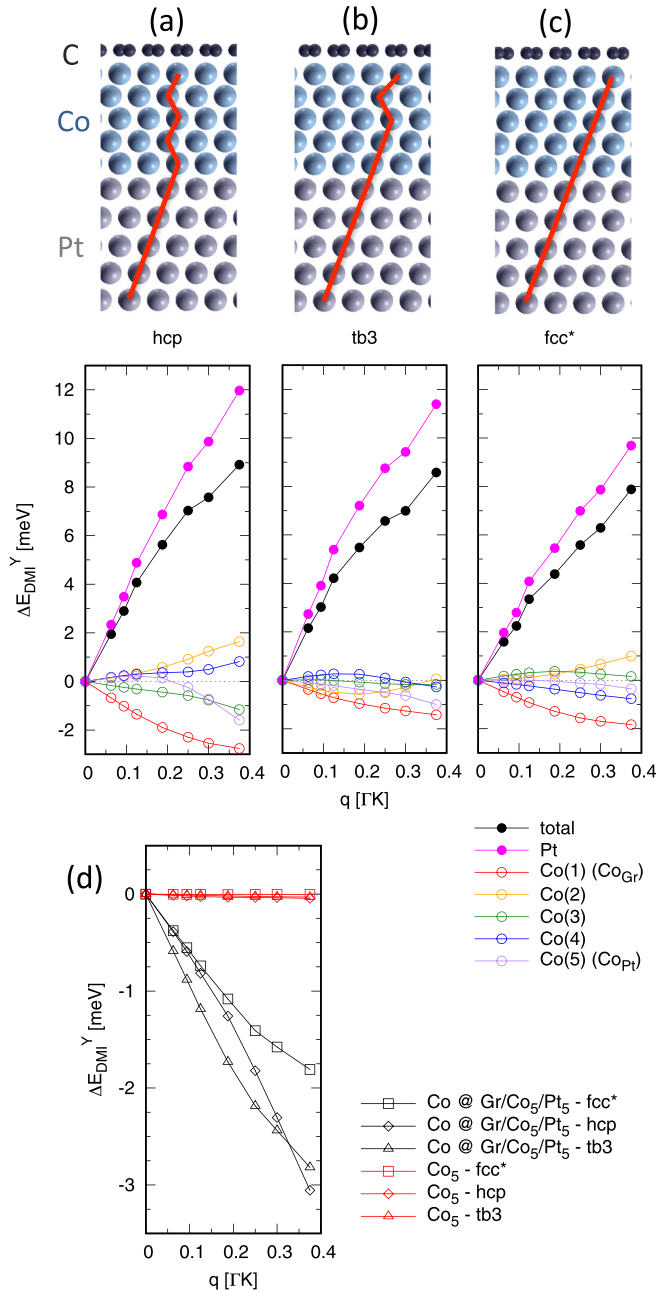 (a) (b) (c)
C
Co
Pt
hcp tb3 fcc*
12
10
8
6
4
2
0
-2
ΔE_DMI^Y [meV]
0 0.1 0.2 0.3 0.4 0 0.1 0.2 0.3 0.4 0 0.1 0.2 0.3 0.4
q [ΓK]
total
Pt
Co(1) (Co_Gr)
Co(2)
Co(3)
Co(4)
Co(5) (Co_Pt)
(d)
0
-1
-2
-3
ΔE_DMI^Y [meV]
0 0.1 0.2 0.3 0.4
q [ΓK]
Co @ Gr/Co₅/Pt₅ - fcc*
Co @ Gr/Co₅/Pt₅ - hcp
Co @ Gr/Co₅/Pt₅ - tb3
Co₅ - fcc*
Co₅ - hcp
Co₅ - tb3